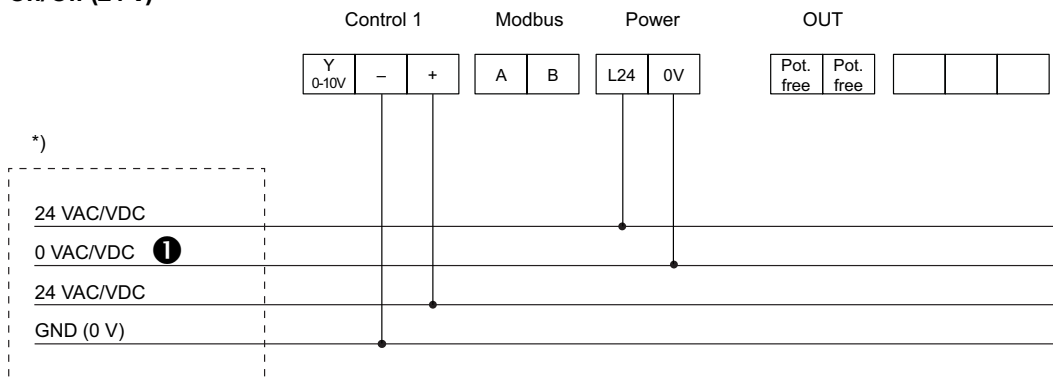 Control 1 Modbus Power OUT
Y 0-10V – + A B L24 0V Pot. free Pot. free
*)
24 VAC/VDC
0 VAC/VDC ❶
24 VAC/VDC
GND (0 V)